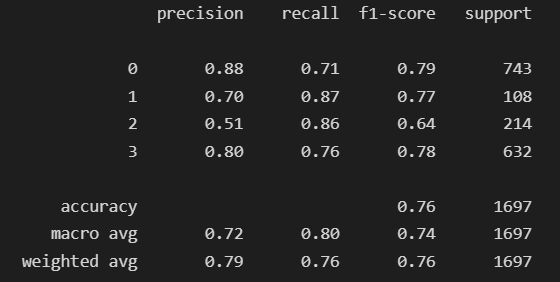 precision recall f1-score support
0 0.88 0.71 0.79 743
1 0.70 0.87 0.77 108
2 0.51 0.86 0.64 214
3 0.80 0.76 0.78 632
accuracy 0.76 1697
macro avg 0.72 0.80 0.74 1697
weighted avg 0.79 0.76 0.76 1697